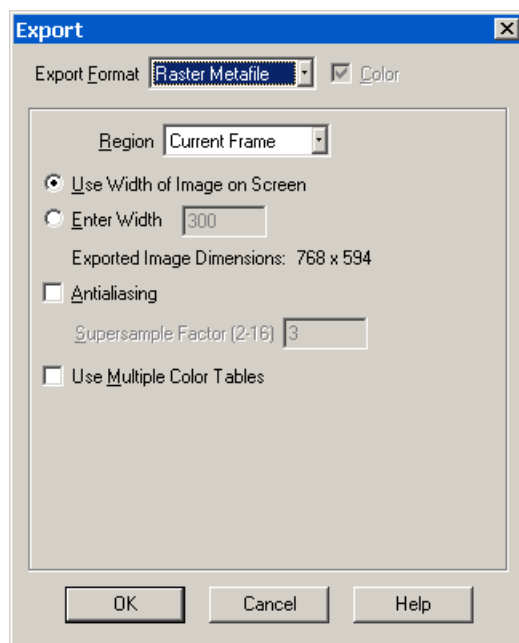 Export
Export Format Raster Metafile Color
Region Current Frame
Use Width of Image on Screen
Enter Width 300
Exported Image Dimensions: 768 x 594
Antialiasing
Supersample Factor (2-16) 3
Use Multiple Color Tables
OK Cancel Help